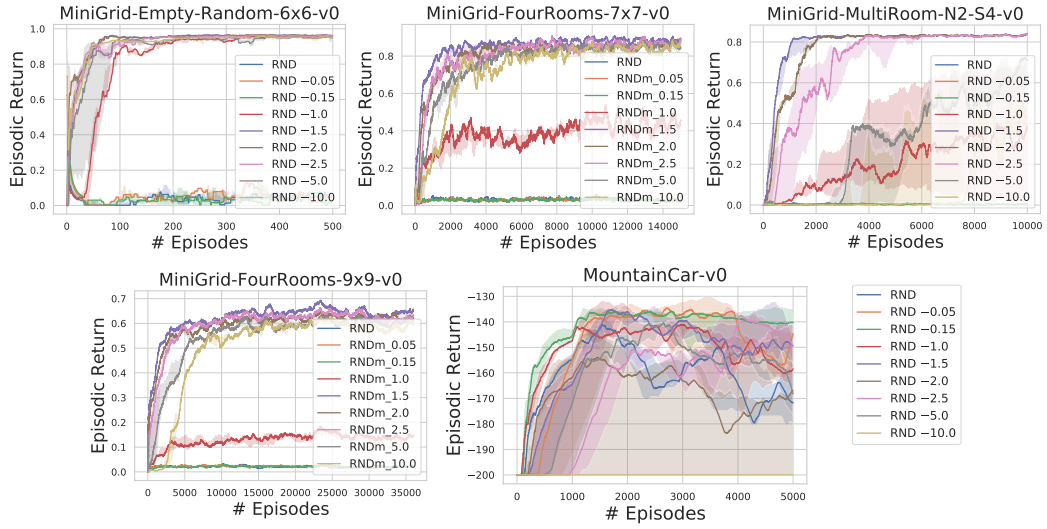 MiniGrid-Empty-Random-6x6-v0
Episodic Return
1.0
0.8
0.6
0.4
0.2
0.0
0
100
200
300
400
500
# Episodes
RND
RND −0.05
RND −0.15
RND −1.0
RND −1.5
RND −2.0
RND −2.5
RND −5.0
RND −10.0
MiniGrid-FourRooms-7x7-v0
Episodic Return
0.8
0.6
0.4
0.2
0.0
0
2000
4000
6000
8000
10000
12000
14000
# Episodes
RND
RNDm_0.05
RNDm_0.15
RNDm_1.0
RNDm_1.5
RNDm_2.0
RNDm_2.5
RNDm_5.0
RNDm_10.0
MiniGrid-MultiRoom-N2-S4-v0
Episodic Return
0.8
0.6
0.4
0.2
0.0
0
2000
4000
6000
8000
10000
# Episodes
RND
RND −0.05
RND −0.15
RND −1.0
RND −1.5
RND −2.0
RND −2.5
RND −5.0
RND −10.0
MiniGrid-FourRooms-9x9-v0
Episodic Return
0.7
0.6
0.5
0.4
0.3
0.2
0.1
0.0
0
5000
10000
15000
20000
25000
30000
35000
# Episodes
RND
RNDm_0.05
RNDm_0.15
RNDm_1.0
RNDm_1.5
RNDm_2.0
RNDm_2.5
RNDm_5.0
RNDm_10.0
MountainCar-v0
Episodic Return
−130
−140
−150
−160
−170
−180
−190
−200
0
1000
2000
3000
4000
5000
# Episodes
RND
RND −0.05
RND −0.15
RND −1.0
RND −1.5
RND −2.0
RND −2.5
RND −5.0
RND −10.0